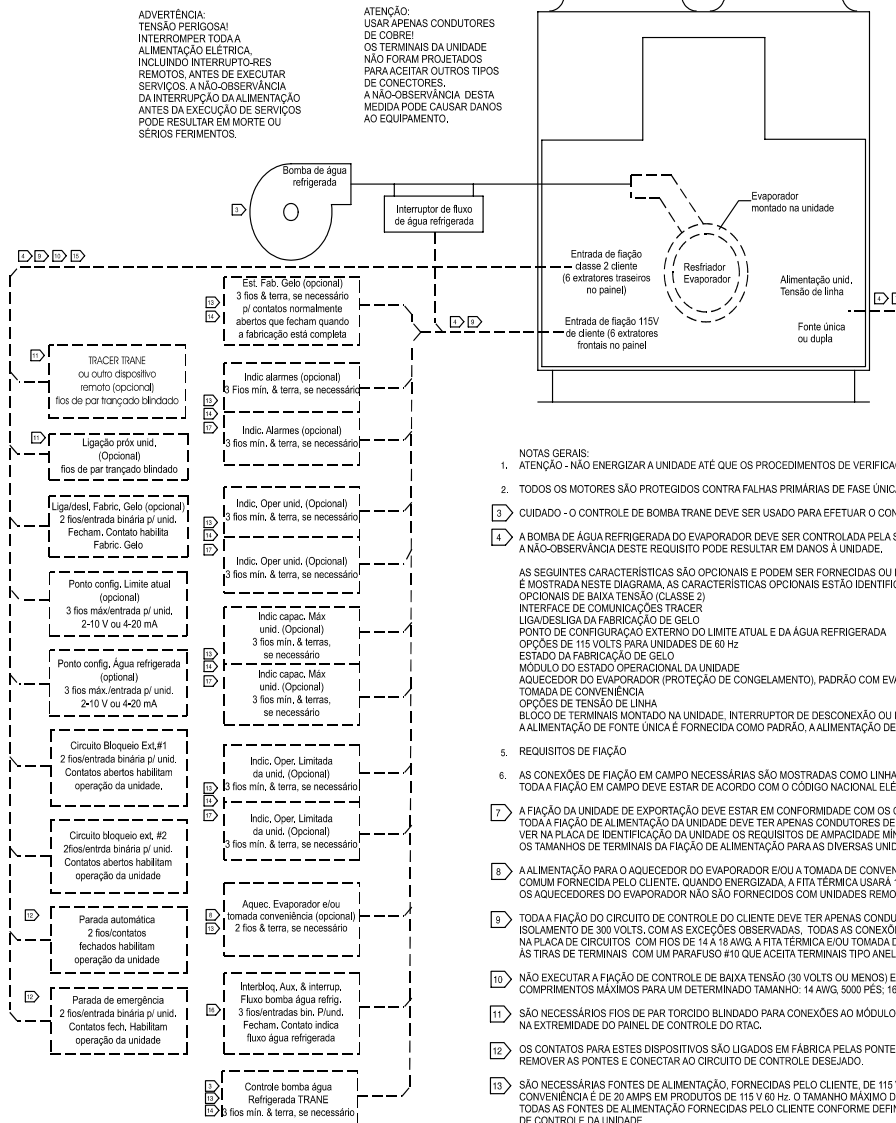 ADVERTÊNCIA:
TENSÃO PERIGOSA!
INTERROMPER TODA A
ALIMENTAÇÃO ELÉTRICA,
INCLUINDO INTERRUPTO-RES
REMOTOS, ANTES DE EXECUTAR
SERVIÇOS. A NÃO-OBSERVÂNCIA
DA INTERRUPÇÃO DA ALIMENTAÇÃO
ANTES DA EXECUÇÃO DE SERVIÇOS
PODE RESULTAR EM MORTE OU
SÉRIOS FERIMENTOS.
ATENÇÃO:
USAR APENAS CONDUTORES
DE COBRE!
OS TERMINAIS DA UNIDADE
NÃO FORAM PROJETADOS
PARA ACEITAR OUTROS TIPOS
DE CONECTORES.
A NÃO-OBSERVÂNCIA DESTA
MEDIDA PODE CAUSAR DANOS
AO EQUIPAMENTO.
Bomba de água
refrigerada
3
Interruptor de fluxo
de água refrigerada
Evaporador
montado na unidade
Resfriador
Evaporador
Entrada de fiação
classe 2 cliente
(6 extratores traseiros
no painel)
Entrada de fiação 115V
de cliente (6 extratores
frontais no painel
Alimentação unid.
Tensão de linha
Fonte única
ou dupla
4
4 9 10 15
4 9
11
TRACER TRANE
ou outro dispositivo
remoto (opcional)
fios de par trançado blindado
11
Ligação próx unid.
(Opcional)
fios de par trançado blindado
Liga/desl. Fabric. Gelo (opcional)
2 fios/entrada binária p/ unid.
Fecham. Contato habilita
Fabric. Gelo
Ponto config. Limite atual
(opcional)
3 fios máx/entrada p/ unid.
2-10 V ou 4-20 mA
Ponto config. Água refrigerada
(optional)
3 fios máx./entrada p/ unid.
2-10 V ou 4-20 mA
Circuito Bloqueio Ext.#1
2 fios/entrada binária p/ unid.
Contatos abertos habilitam
operação da unidade.
Circuito bloqueio ext. #2
2fios/entrda binária p/ unid.
Contatos abertos habilitam
operação da unidade
12
Parada automática
2 fios/contatos
fechados habilitam
operação da unidade
12
Parada de emergência
2 fios/entrada binária p/ unid.
Contatos fech. Habilitam
operação da unidade
13
14
Est. Fab. Gelo (opcional)
3 fios & terra, se necessário
p/ contatos normalmente
abertos que fecham quando
a fabricação está completa
Indic alarmes (opcional)
3 Fios mín. & terra, se necessário
13
14
17
Indic. Alarmes (opcional)
3 fios mín. & terra, se necessário
Indic. Oper unid. (Opcional)
3 fios mín. & terra, se necessário
13
14
17
Indic. Oper unid. (Opcional)
3 fios mín. & terra, se necessário
Indic capac. Máx
unid. (Opcional)
3 fios mín. & terras,
se necessário
13
14
17
Indic capac. Máx
unid. (Opcional)
3 fios mín. & terras,
se necessário
Indic. Oper. Limitada
da unid. (Opcional)
3 fios mín. & terra, se necessário
13
14
17
Indic. Oper. Limitada
da unid. (Opcional)
3 fios mín. & terra, se necessário
8
13
Aquec. Evaporador e/ou
tomada conveniência (opcional)
2 fios & terra, se necessário
16
Interbloq. Aux. & interrup.
Fluxo bomba água refrig.
3 fios/entradas bin. P/und.
Fecham. Contato indica
fluxo água refrigerada
3
13
14
Controle bomba água
Refrigerada TRANE
3 fios mín. & terra, se necessário
NOTAS GERAIS:
1. ATENÇÃO - NÃO ENERGIZAR A UNIDADE ATÉ QUE OS PROCEDIMENTOS DE VERIFICA
2. TODOS OS MOTORES SÃO PROTEGIDOS CONTRA FALHAS PRIMÁRIAS DE FASE ÚNIC
3 CUIDADO - O CONTROLE DE BOMBA TRANE DEVE SER USADO PARA EFETUAR O CON
4 A BOMBA DE ÁGUA REFRIGERADA DO EVAPORADOR DEVE SER CONTROLADA PELA S
A NÃO-OBSERVÂNCIA DESTE REQUISITO PODE RESULTAR EM DANOS À UNIDADE.
AS SEGUINTES CARACTERÍSTICAS SÃO OPCIONAIS E PODEM SER FORNECIDAS OU
É MOSTRADA NESTE DIAGRAMA, AS CARACTERÍSTICAS OPCIONAIS ESTÃO IDENTIFIC
OPCIONAIS DE BAIXA TENSÃO (CLASSE 2)
INTERFACE DE COMUNICAÇÕES TRACER
LIGA/DESLIGA DA FABRICAÇÃO DE GELO
PONTO DE CONFIGURAÇAO EXTERNO DO LIMITE ATUAL E DA ÁGUA REFRIGERADA
OPÇÕES DE 115 VOLTS PARA UNIDADES DE 60 Hz
ESTADO DA FABRICAÇÃO DE GELO
MÓDULO DO ESTADO OPERACIONAL DA UNIDADE
AQUECEDOR DO EVAPORADOR (PROTEÇÃO DE CONGELAMENTO), PADRÃO COM EV
TOMADA DE CONVENIÊNCIA
OPÇÕES DE TENSÃO DE LINHA
BLOCO DE TERMINAIS MONTADO NA UNIDADE, INTERRUPTOR DE DESCONEXÃO OU
A ALIMENTAÇÃO DE FONTE ÚNICA É FORNECIDA COMO PADRÃO, A ALIMENTAÇÃO DE
5. REQUISITOS DE FIAÇÃO
6. AS CONEXÕES DE FIAÇÃO EM CAMPO NECESSÁRIAS SÃO MOSTRADAS COMO LINHA
TODA A FIAÇÃO EM CAMPO DEVE ESTAR DE ACORDO COM O CÓDIGO NACIONAL ELÉ
7 A FIAÇÃO DA UNIDADE DE EXPORTAÇÃO DEVE ESTAR EM CONFORMIDADE COM OS
TODA A FIAÇÃO DE ALIMENTAÇÃO DA UNIDADE DEVE TER APENAS CONDUTORES DE
VER NA PLACA DE IDENTIFICAÇÃO DA UNIDADE OS REQUISITOS DE AMPACIDADE MÍN
OS TAMANHOS DE TERMINAIS DA FIAÇÃO DE ALIMENTAÇÃO PARA AS DIVERSAS UNID
8 A ALIMENTAÇÃO PARA O AQUECEDOR DO EVAPORADOR E/OU A TOMADA DE CONVEN
COMUM FORNECIDA PELO CLIENTE. QUANDO ENERGIZADA, A FITA TÉRMICA USARÁ 1
OS AQUECEDORES DO EVAPORADOR NÃO SÃO FORNECIDOS COM UNIDADES REMO
9 TODA A FIAÇÃO DO CIRCUITO DE CONTROLE DO CLIENTE DEVE TER APENAS CONDU
ISOLAMENTO DE 300 VOLTS. COM AS EXCEÇÕES OBSERVADAS, TODAS AS CONEXÕ
NA PLACA DE CIRCUITOS COM FIOS DE 14 A 18 AWG. A FITA TÉRMICA E/OU TOMADA D
ÀS TIRAS DE TERMINAIS COM UM PARAFUSO #10 QUE ACEITA TERMINAIS TIPO ANEL
10 NÃO EXECUTAR A FIAÇÃO DE CONTROLE DE BAIXA TENSÃO (30 VOLTS OU MENOS) E
COMPRIMENTOS MÁXIMOS PARA UM DETERMINADO TAMANHO: 14 AWG, 5000 PÉS; 16
11 SÃO NECESSÁRIOS FIOS DE PAR TORCIDO BLINDADO PARA CONEXÕES AO MÓDULO
NA EXTREMIDADE DO PAINEL DE CONTROLE DO RTAC.
12 OS CONTATOS PARA ESTES DISPOSITIVOS SÃO LIGADOS EM FÁBRICA PELAS PONTE
REMOVER AS PONTES E CONECTAR AO CIRCUITO DE CONTROLE DESEJADO.
13 SÃO NECESSÁRIAS FONTES DE ALIMENTAÇÃO, FORNECIDAS PELO CLIENTE, DE 115
CONVENIÊNCIA É DE 20 AMPS EM PRODUTOS DE 115 V 60 Hz. O TAMANHO MÁXIMO D
TODAS AS FONTES DE ALIMENTAÇÃO FORNECIDAS PELO CLIENTE CONFORME DEFIN
DE CONTROLE DA UNIDADE